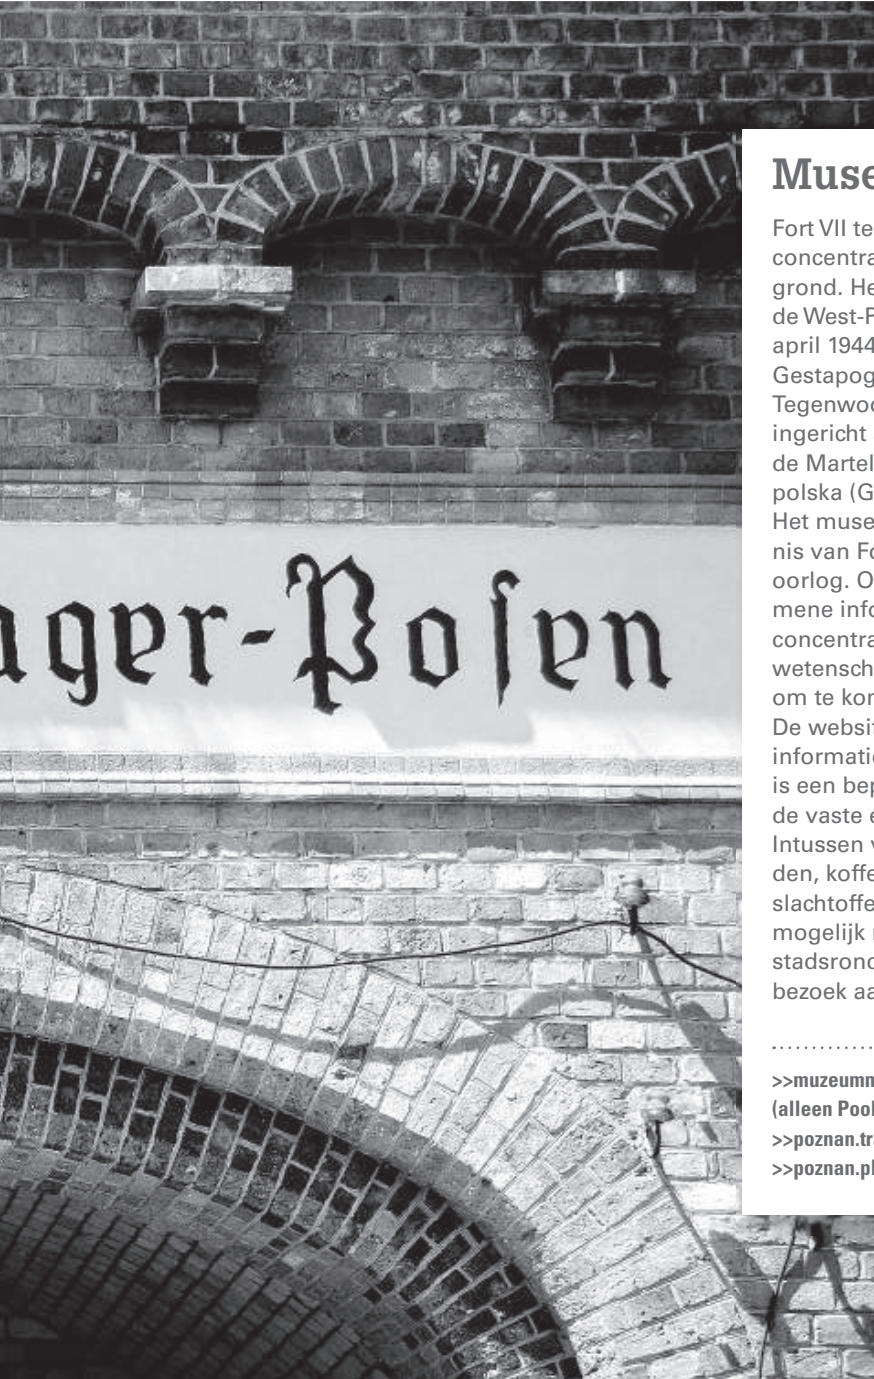 ager-Poſen
Muse
Fort VII te
concentra
grond. He
de West-P
april 1944
Gestapog
Tegenwoo
ingericht
de Martel
polska (G
Het muse
nis van Fo
oorlog. O
mene info
concentra
wetensch
om te kor
De websit
informatie
is een bep
de vaste e
Intussen v
den, koffe
slachtoffe
mogelijk
stadsrond
bezoek aa
>>muzeumn
(alleen Pool
>>poznan.tra
>>poznan.pl